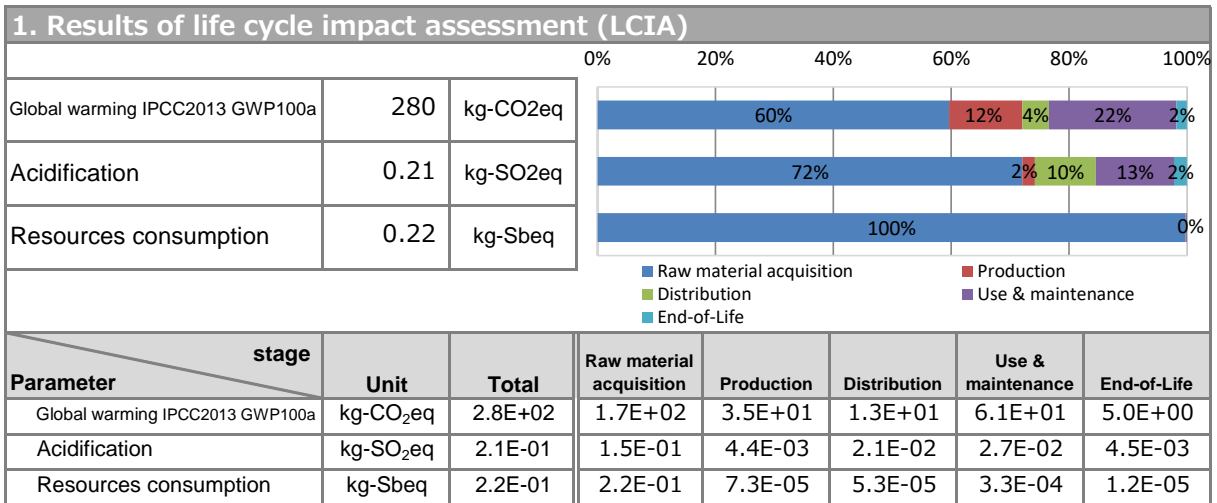 1. Results of life cycle impact assessment (LCIA)
0% 20% 40% 60% 80% 100%
Global warming IPCC2013 GWP100a 280 kg-CO2eq 60% 12% 4% 22% 2%
Acidification 0.21 kg-SO2eq 72% 2% 10% 13% 2%
Resources consumption 0.22 kg-Sbeq 100% 0%
Raw material acquisition Production
Distribution Use & maintenance
End-of-Life
stage
Parameter Unit Total Raw material acquisition Production Distribution Use & maintenance End-of-Life
Global warming IPCC2013 GWP100a kg-CO₂eq 2.8E+02 1.7E+02 3.5E+01 1.3E+01 6.1E+01 5.0E+00
Acidification kg-SO₂eq 2.1E-01 1.5E-01 4.4E-03 2.1E-02 2.7E-02 4.5E-03
Resources consumption kg-Sbeq 2.2E-01 2.2E-01 7.3E-05 5.3E-05 3.3E-04 1.2E-05